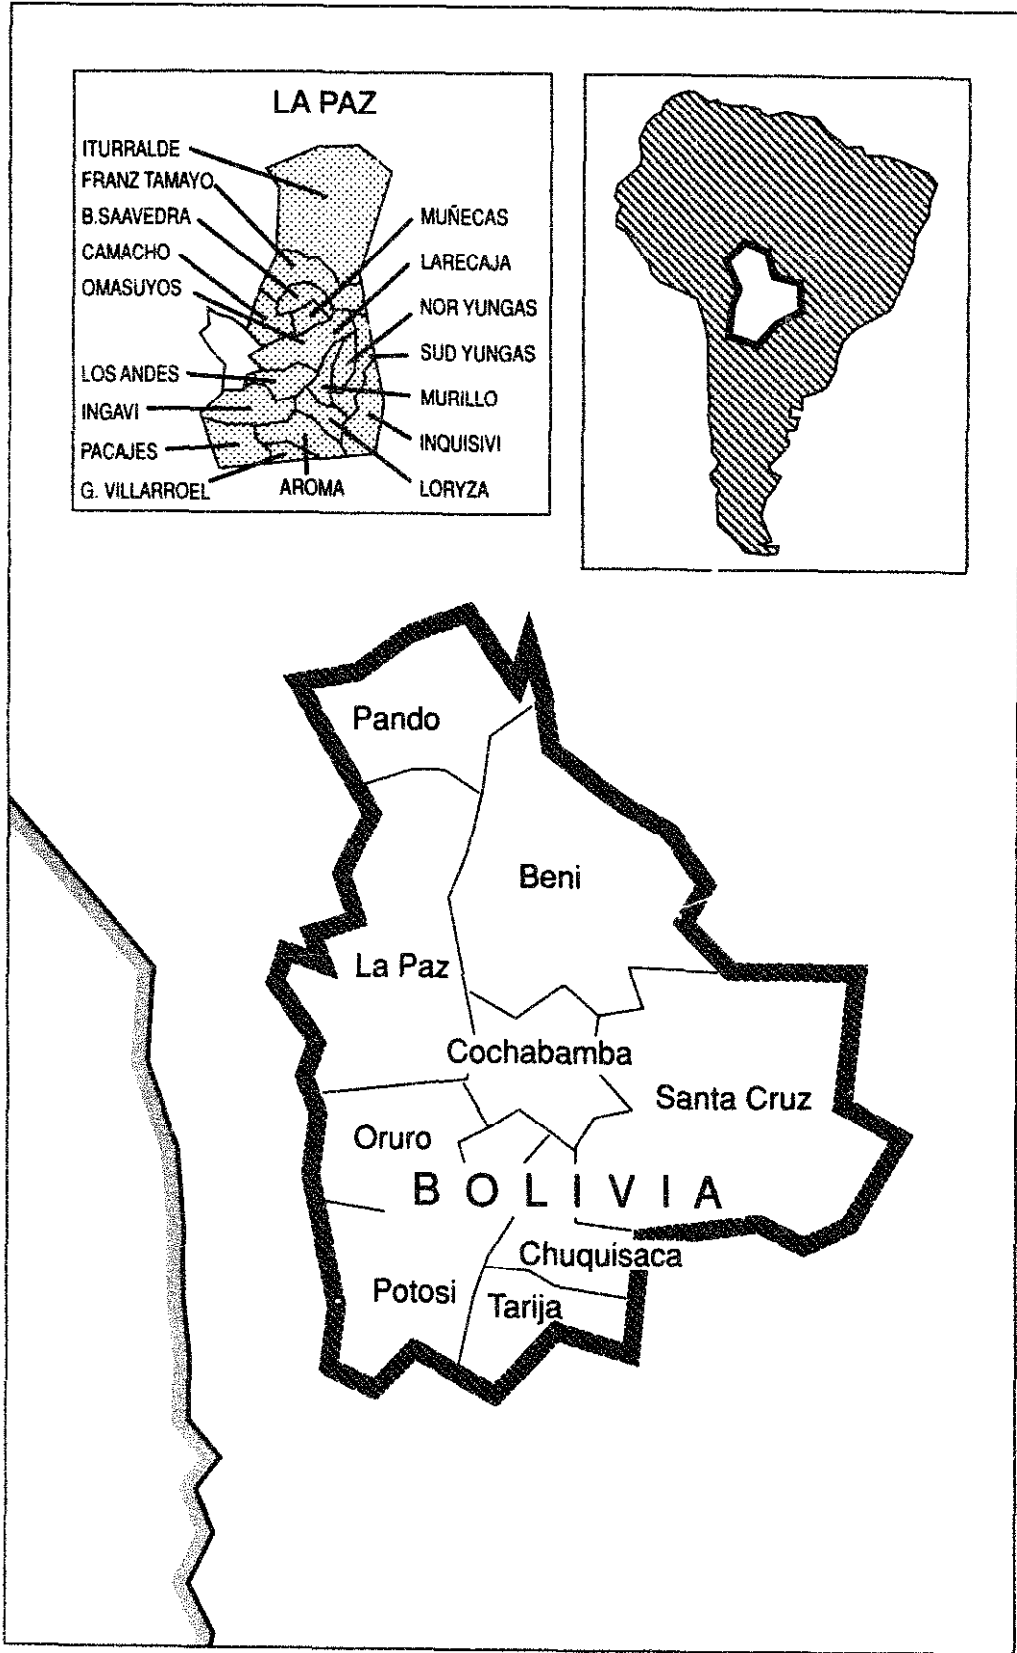 LA PAZ
ITURRALDE
FRANZ TAMAYO
B.SAAVEDRA
CAMACHO
OMASUYOS
LOS ANDES
INGAVI
PACAJES
G. VILLARROEL
AROMA
MUÑECAS
LARECAJA
NOR YUNGAS
SUD YUNGAS
MURILLO
INQUISIVI
LORYZA
Pando
Beni
La Paz
Cochabamba
Santa Cruz
Oruro
BOLIVIA
Chuquisaca
Potosi
Tarija